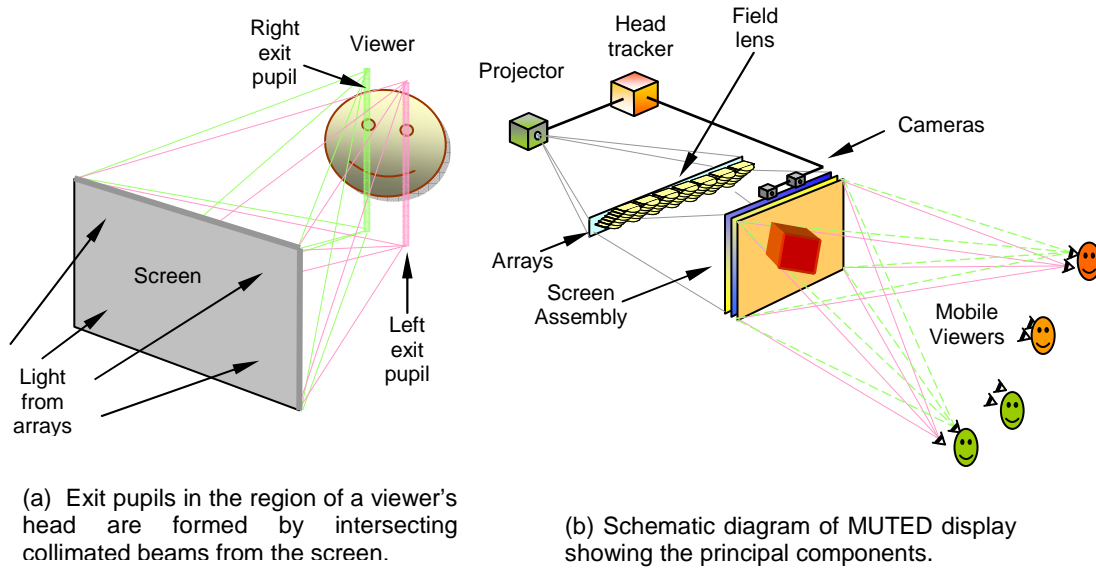 Right
exit
pupil
Viewer
Screen
Light
from
arrays
Left
exit
pupil
(a) Exit pupils in the region of a viewer's
head are formed by intersecting
collimated beams from the screen.
Projector
Head
tracker
Field
lens
Cameras
Arrays
Screen
Assembly
Mobile
Viewers
(b) Schematic diagram of MUTED display
showing the principal components.